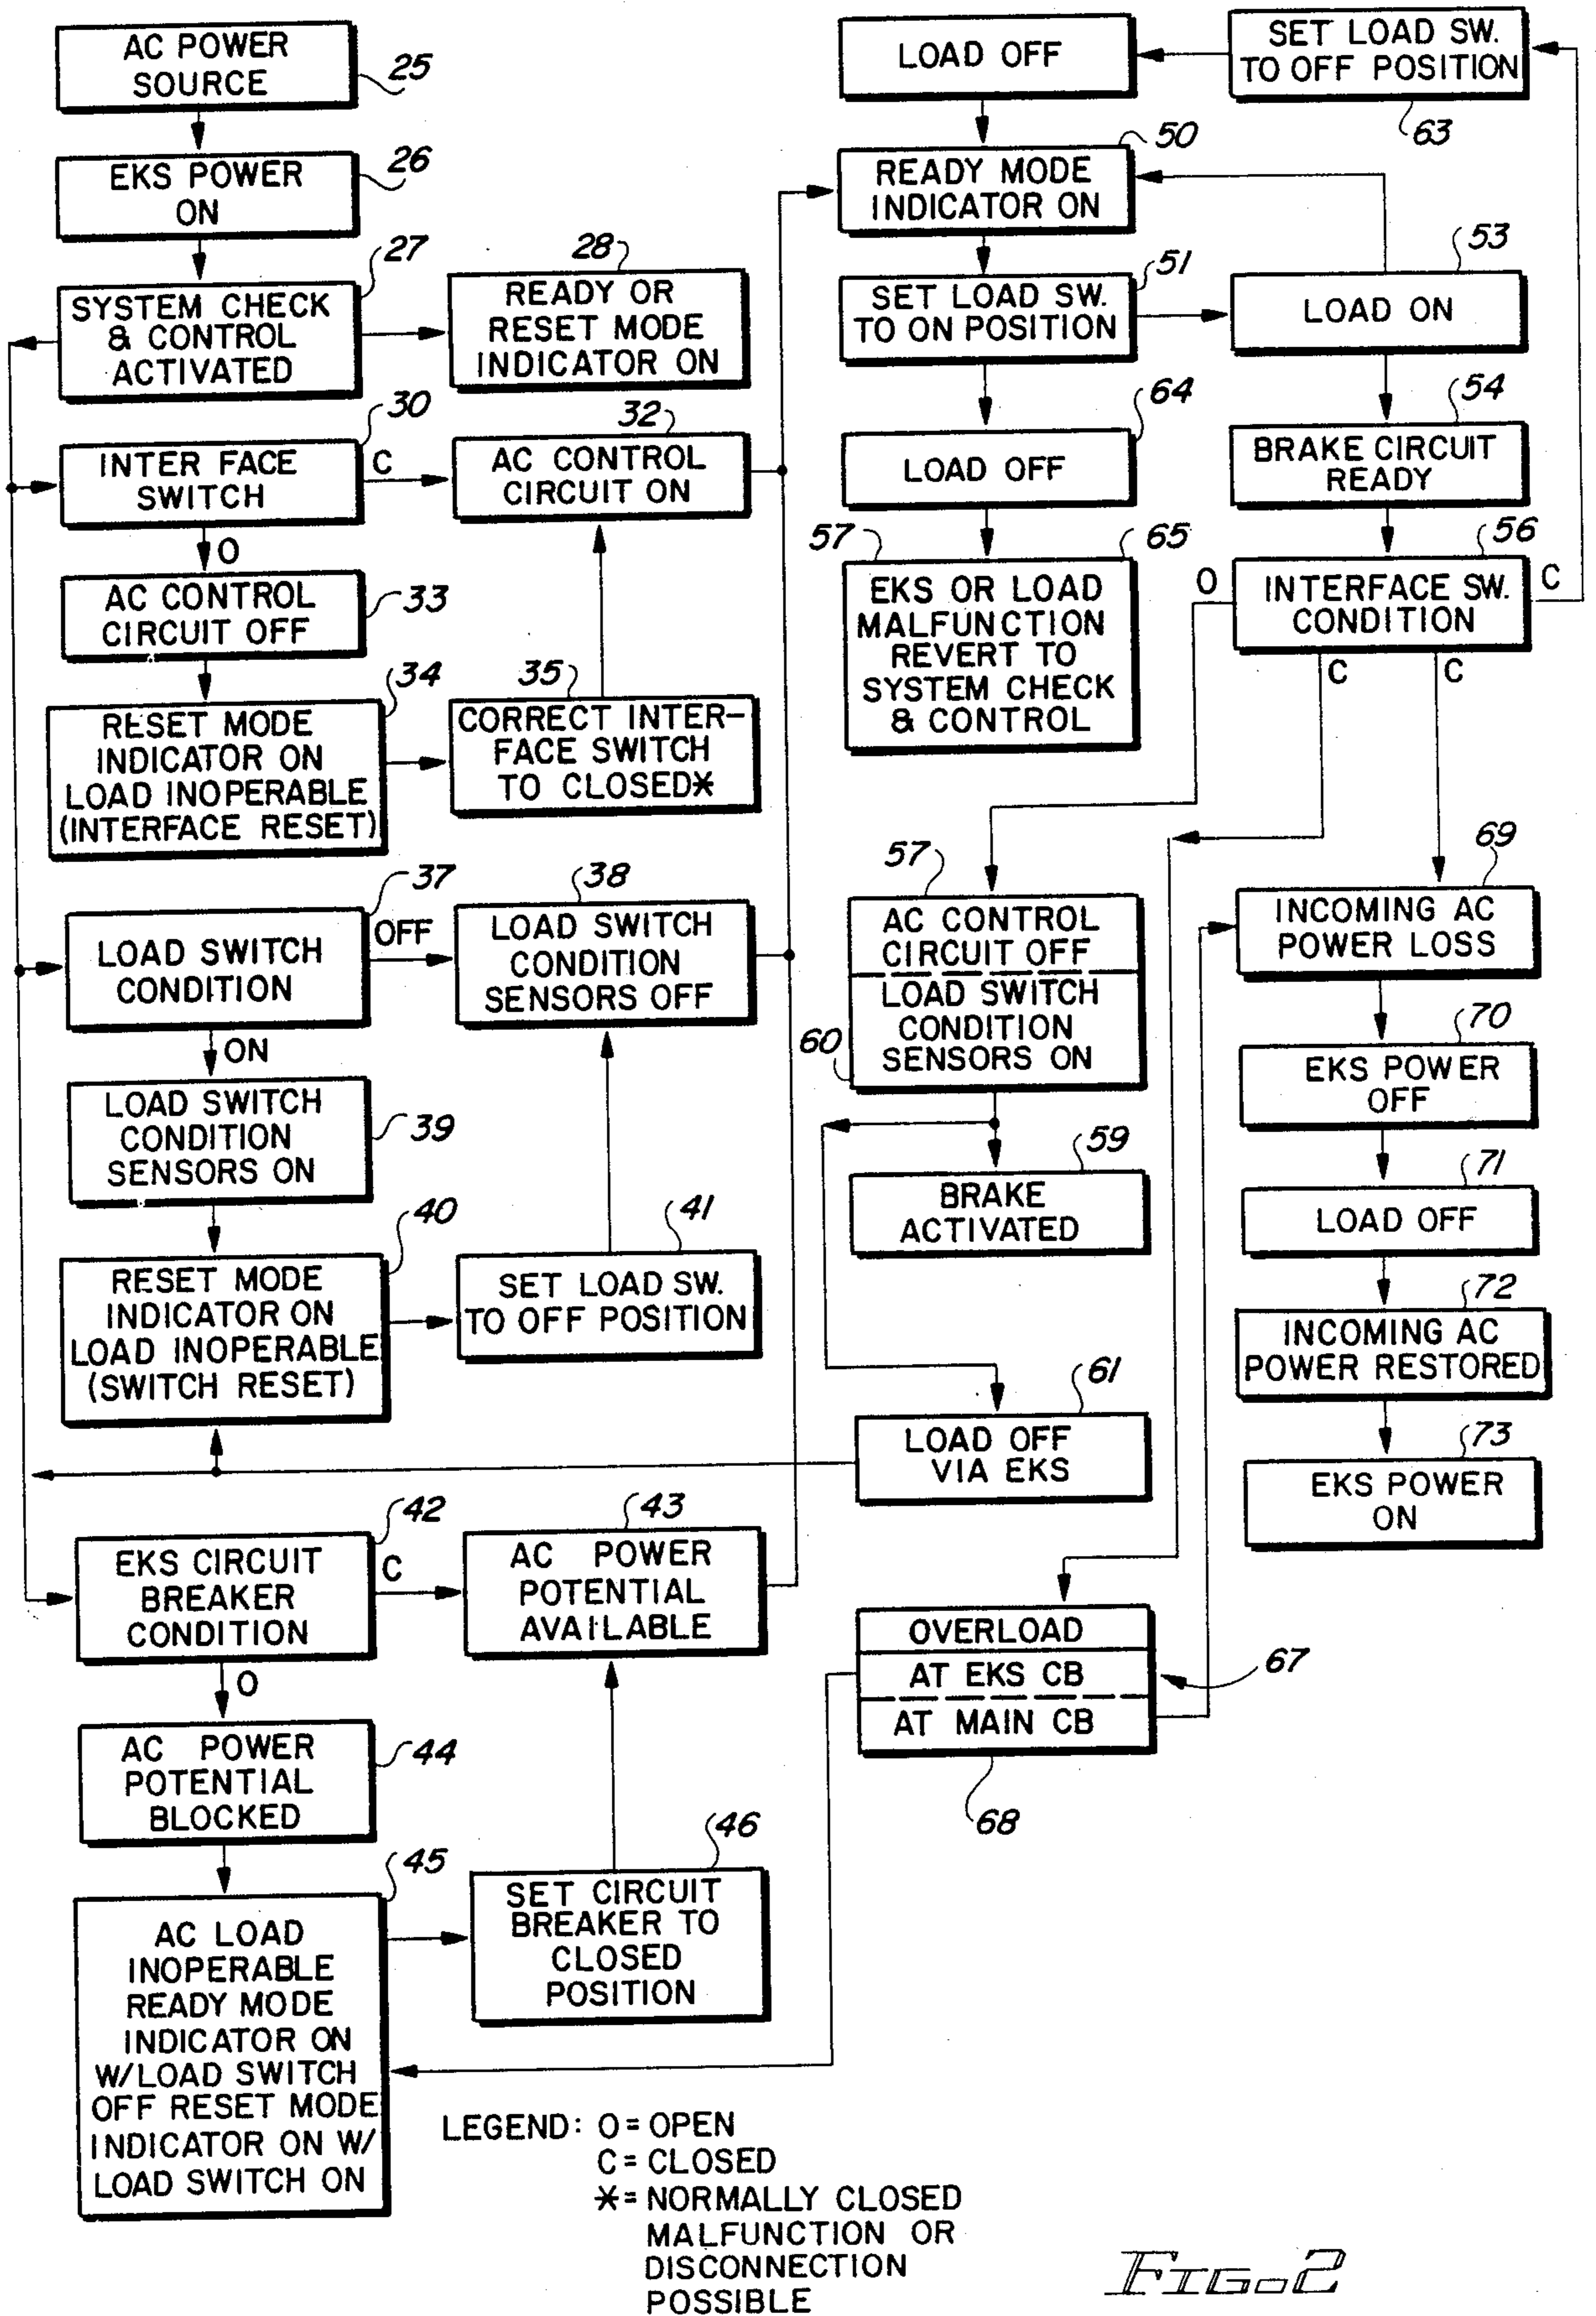 AC POWER
SOURCE
25
EKS POWER
ON
26
SYSTEM CHECK
& CONTROL
ACTIVATED
27
READY OR
RESET MODE
INDICATOR ON
28
INTER FACE
SWITCH
30
C
O
AC CONTROL
CIRCUIT ON
32
AC CONTROL
CIRCUIT OFF
33
RESET MODE
INDICATOR ON
LOAD INOPERABLE
(INTERFACE RESET)
34
CORRECT INTER-
FACE SWITCH
TO CLOSED*
35
LOAD SWITCH
CONDITION
37
OFF
ON
LOAD SWITCH
CONDITION
SENSORS OFF
38
LOAD SWITCH
CONDITION
SENSORS ON
39
RESET MODE
INDICATOR ON
LOAD INOPERABLE
(SWITCH RESET)
40
SET LOAD SW.
TO OFF POSITION
41
EKS CIRCUIT
BREAKER
CONDITION
42
C
O
AC POWER
POTENTIAL
AVAILABLE
43
AC POWER
POTENTIAL
BLOCKED
44
AC LOAD
INOPERABLE
READY MODE
INDICATOR ON
W/LOAD SWITCH
OFF RESET MODE
INDICATOR ON W/
LOAD SWITCH ON
45
SET CIRCUIT
BREAKER TO
CLOSED
POSITION
46
LOAD OFF
SET LOAD SW.
TO OFF POSITION
63
READY MODE
INDICATOR ON
50
SET LOAD SW.
TO ON POSITION
51
LOAD ON
53
LOAD OFF
64
BRAKE CIRCUIT
READY
54
57
65
EKS OR LOAD
MALFUNCTION
REVERT TO
SYSTEM CHECK
& CONTROL
INTERFACE SW.
CONDITION
56
O
C
C
C
57
AC CONTROL
CIRCUIT OFF
LOAD SWITCH
CONDITION
SENSORS ON
60
BRAKE
ACTIVATED
59
LOAD OFF
VIA EKS
61
OVERLOAD
AT EKS CB
AT MAIN CB
67
68
INCOMING AC
POWER LOSS
69
EKS POWER
OFF
70
LOAD OFF
71
INCOMING AC
POWER RESTORED
72
EKS POWER
ON
73
LEGEND: O = OPEN
C = CLOSED
* = NORMALLY CLOSED
MALFUNCTION OR
DISCONNECTION
POSSIBLE
FIG. 2